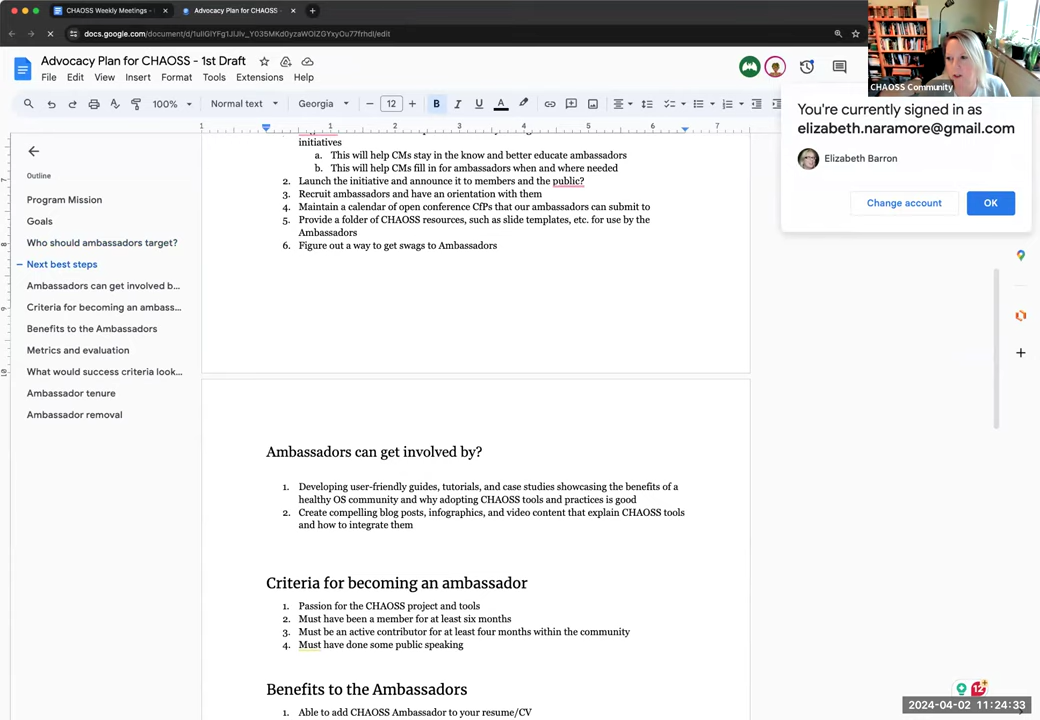 CHAOSS Weekly Meetings -
Advocacy Plan for CHAOSS -
docs.google.com
CHAOSS Community
Advocacy Plan for CHAOSS - 1st Draft
File Edit View Insert Format Tools Extensions Help
100% Normal text Georgia 12 B I U A
1 1 2 3 4 5 6 7
You're currently signed in as
elizabeth.naramore@gmail.com
Elizabeth Barron
Change account OK
Outline
Program Mission
Goals
Who should ambassadors target?
Next best steps
Ambassadors can get involved b...
Criteria for becoming an ambass...
Benefits to the Ambassadors
Metrics and evaluation
What would success criteria look...
Ambassador tenure
Ambassador removal
initiatives
a. This will help CMs stay in the know and better educate ambassadors
b. This will help CMs fill in for ambassadors when and where needed
2. Launch the initiative and announce it to members and the public?
3. Recruit ambassadors and have an orientation with them
4. Maintain a calendar of open conference CfPs that our ambassadors can submit to
5. Provide a folder of CHAOSS resources, such as slide templates, etc. for use by the
Ambassadors
6. Figure out a way to get swags to Ambassadors
Ambassadors can get involved by?
1. Developing user-friendly guides, tutorials, and case studies showcasing the benefits of a
healthy OS community and why adopting CHAOSS tools and practices is good
2. Create compelling blog posts, infographics, and video content that explain CHAOSS tools
and how to integrate them
Criteria for becoming an ambassador
1. Passion for the CHAOSS project and tools
2. Must have been a member for at least six months
3. Must be an active contributor for at least four months within the community
4. Must have done some public speaking
Benefits to the Ambassadors
1. Able to add CHAOSS Ambassador to your resume/CV
12
2024-04-02 11:24:33